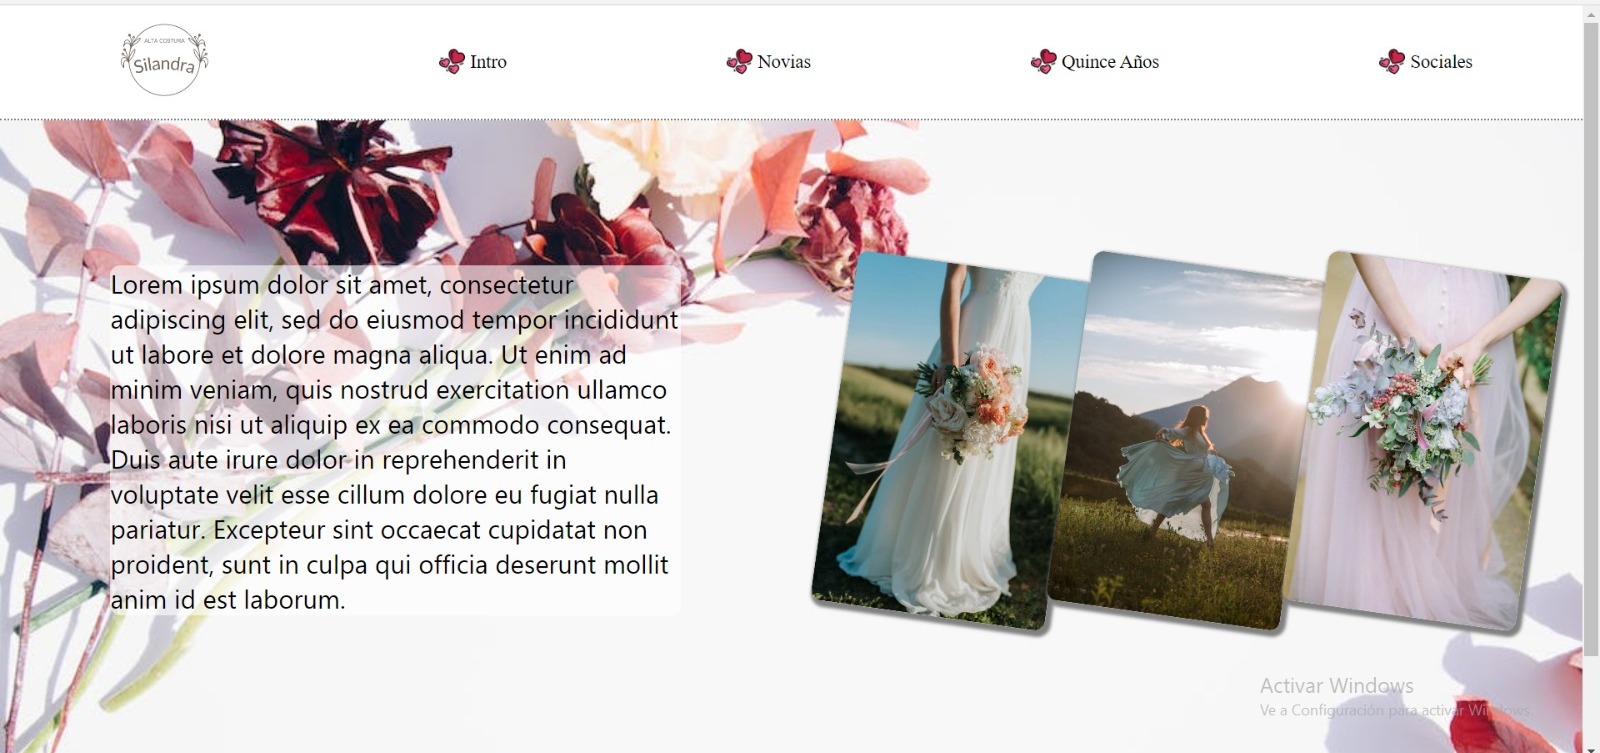 ALTA COSTURA
Silandra
Intro
Novias
Quince Años
Sociales
Lorem ipsum dolor sit amet, consectetur
adipiscing elit, sed do eiusmod tempor incididunt
ut labore et dolore magna aliqua. Ut enim ad
minim veniam, quis nostrud exercitation ullamco
laboris nisi ut aliquip ex ea commodo consequat.
Duis aute irure dolor in reprehenderit in
voluptate velit esse cillum dolore eu fugiat nulla
pariatur. Excepteur sint occaecat cupidatat non
proident, sunt in culpa qui officia deserunt mollit
anim id est laborum.
Activar Windows
Ve a Configuración para activar Windows.